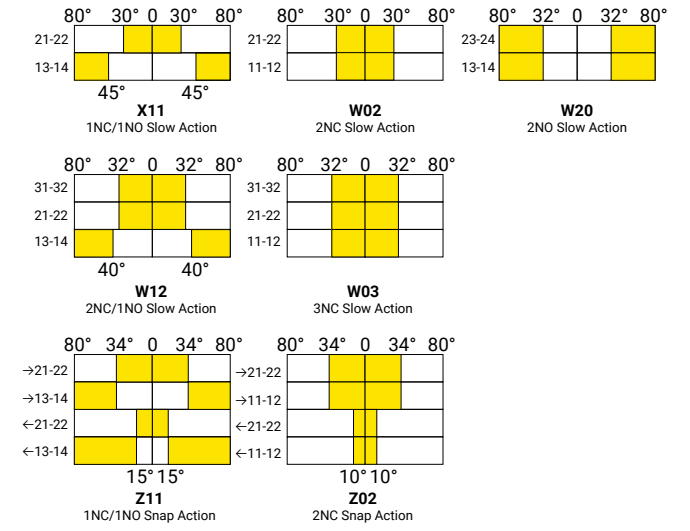 80° 30° 0 30° 80°
21-22
13-14
45° 45°
X11
1NC/1NO Slow Action
80° 30° 0 30° 80°
21-22
11-12
W02
2NC Slow Action
80° 32° 0 32° 80°
23-24
13-14
W20
2NO Slow Action
80° 32° 0 32° 80°
31-32
21-22
13-14
40° 40°
W12
2NC/1NO Slow Action
80° 32° 0 32° 80°
31-32
21-22
11-12
W03
3NC Slow Action
80° 34° 0 34° 80°
→21-22
→13-14
←21-22
←13-14
15° 15°
Z11
1NC/1NO Snap Action
80° 34° 0 34° 80°
→21-22
→11-12
←21-22
←11-12
10° 10°
Z02
2NC Snap Action